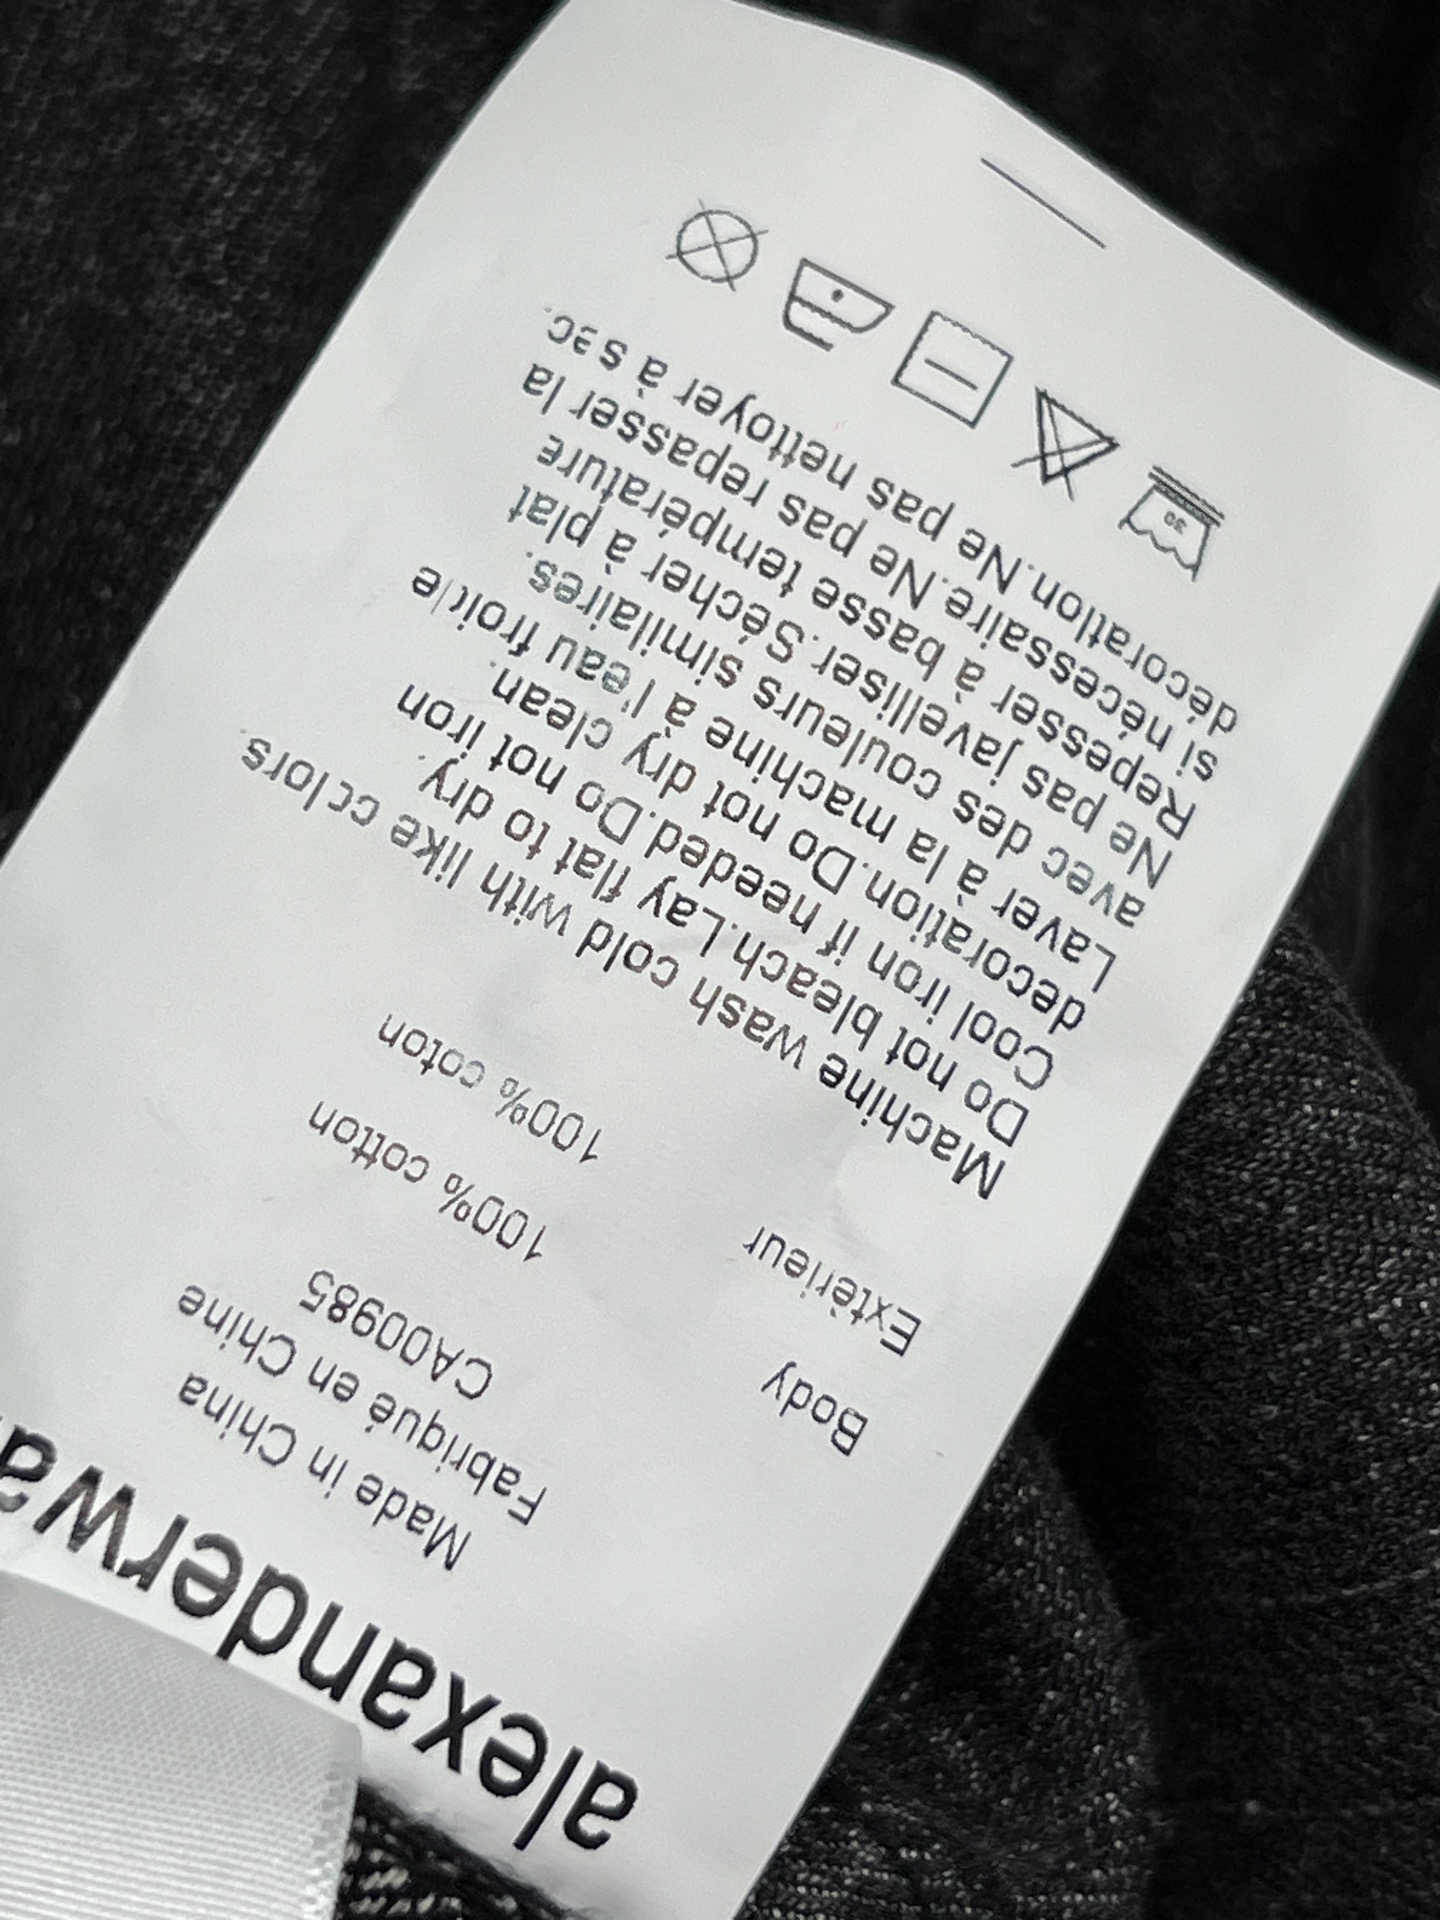 alexanderwa
Made in China
Fabriqué en Chine
CA00985
Body 100% cotton
Extèrieur 100% coton
Machine wash cold with like colors.
Do not bleach.Lay flat to dry.
Cool iron if needed.Do not iron
decoration.Do not dry clean.
Laver à la machine à l'eau froide
avec des couleurs similaires.
Ne pas javelliser.Sécher à plat
Repesser à basse température
si nécessaire.Ne pas repasser la
décoration.Ne pas nettoyer à sec.
30